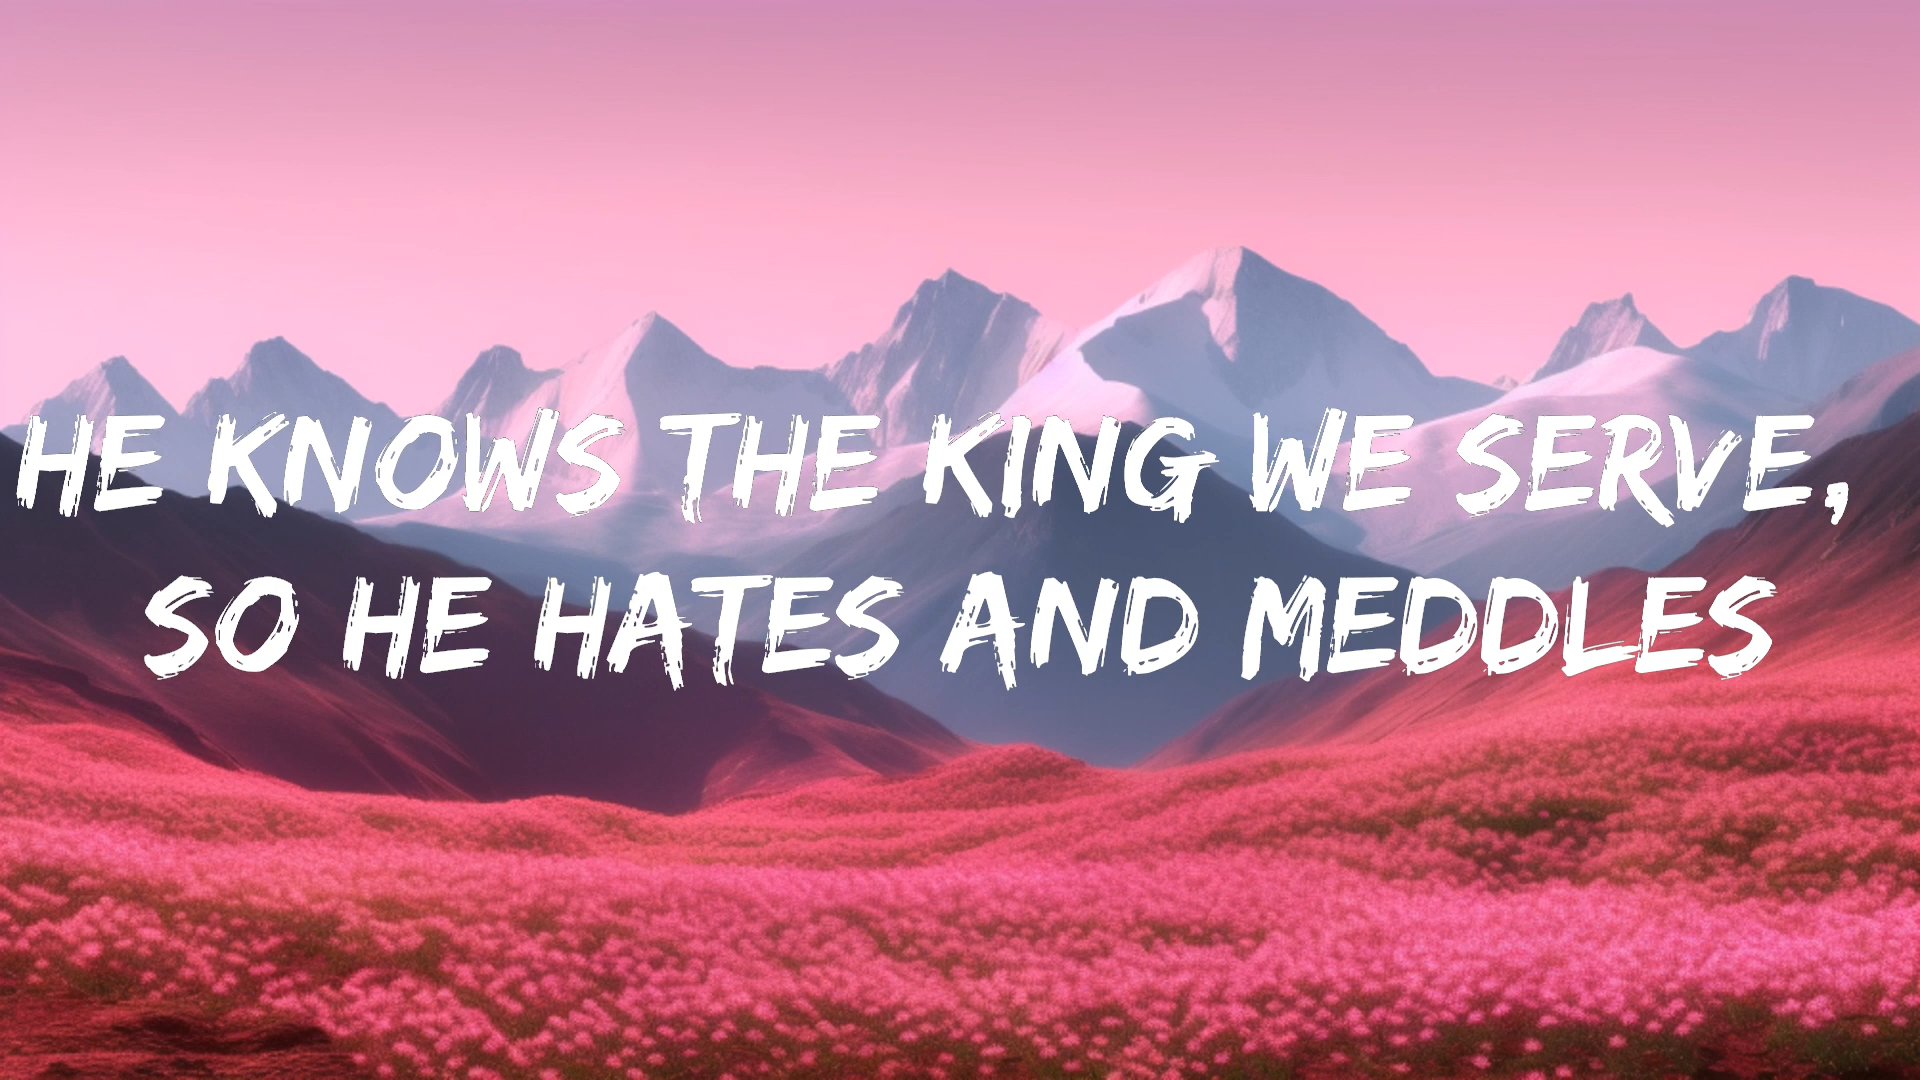 HE KNOWS THE KING WE SERVE,
SO HE HATES AND MEDDLES